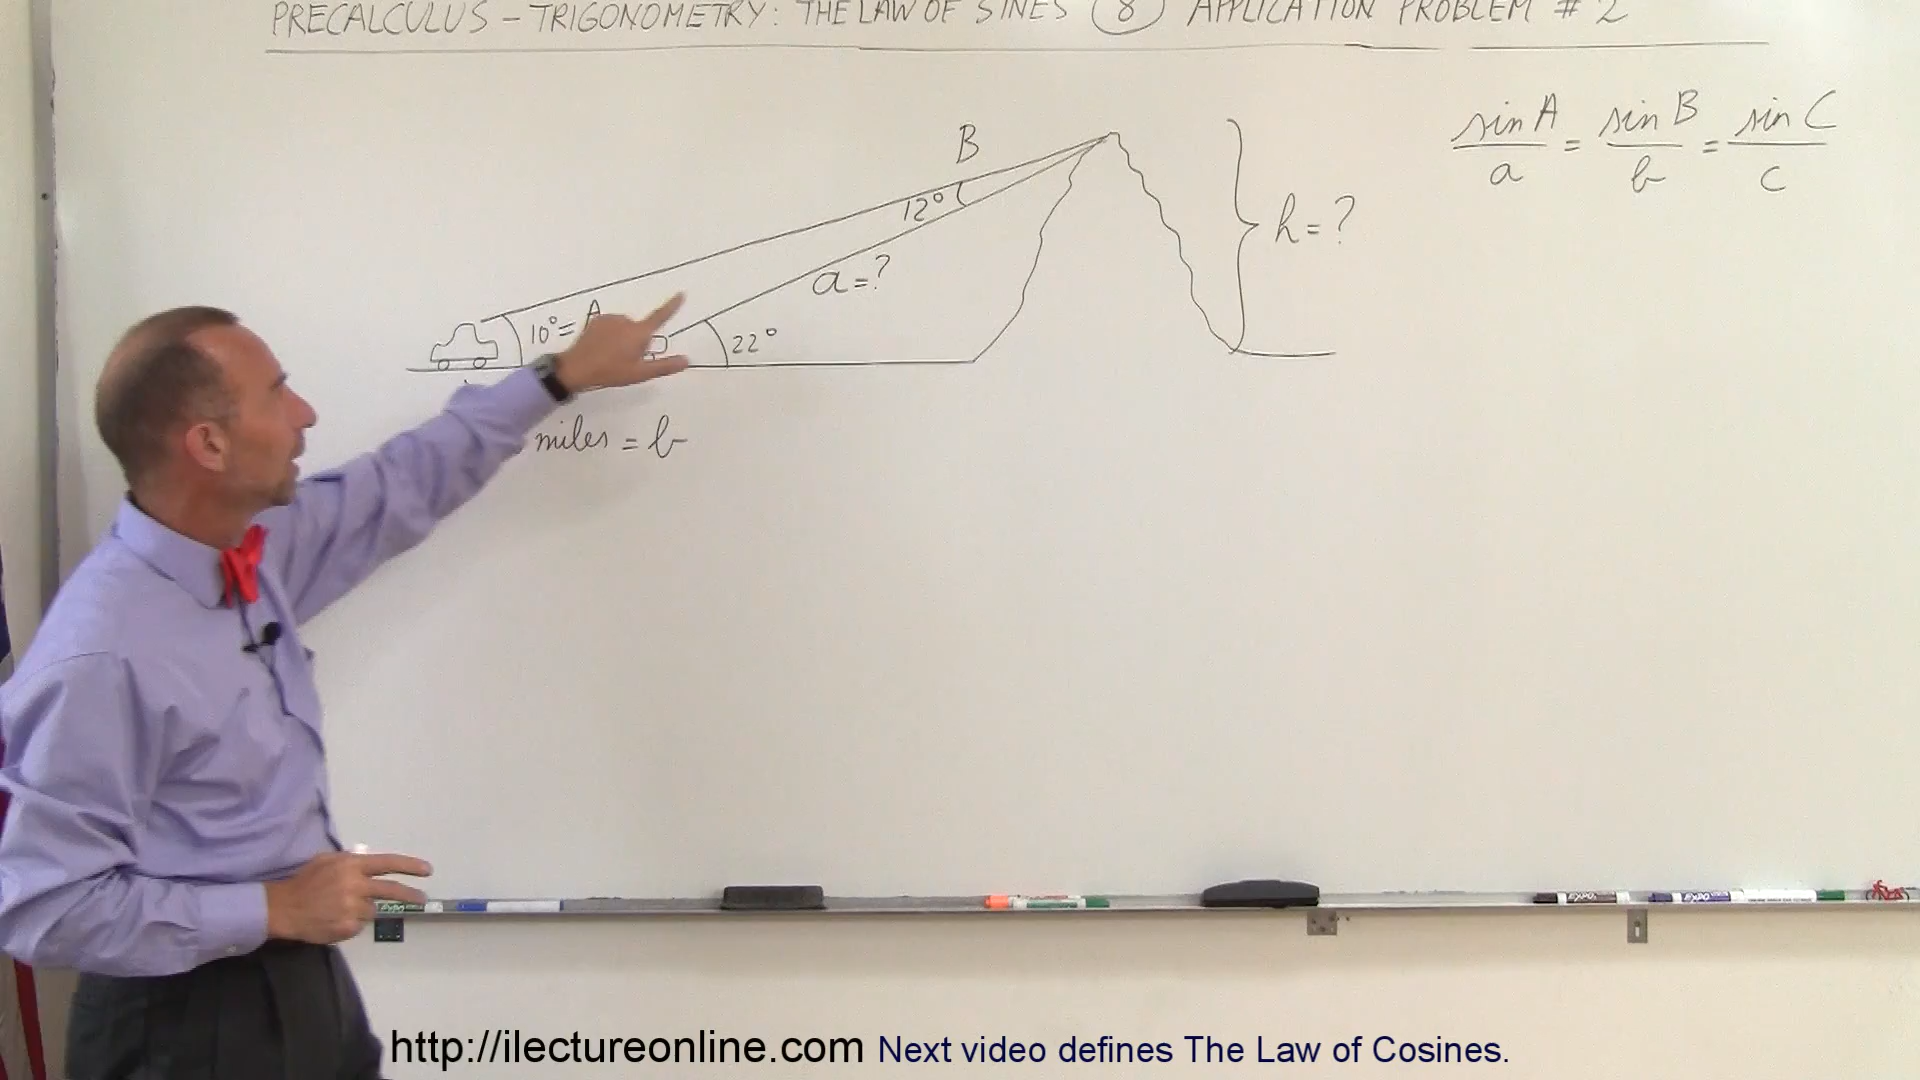 PRECALCULUS - TRIGONOMETRY: THE LAW OF SINES 8 APPLICATION PROBLEM # 2
sin A / a = sin B / b = sin C / c
B
12°
h = ?
a = ?
10° = A
22°
miles = b
EXPO
http://ilectureonline.com Next video defines The Law of Cosines.